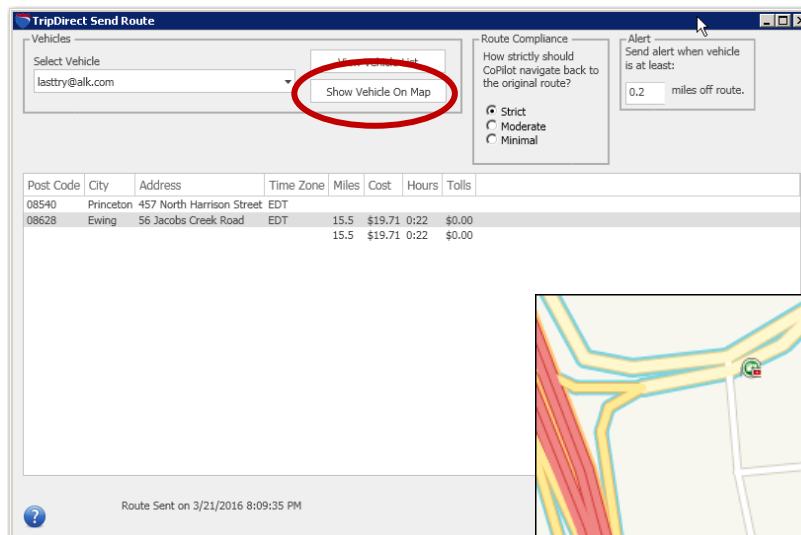 TripDirect Send Route
Vehicles
Select Vehicle
lasttry@alk.com
View Vehicle List
Show Vehicle On Map
Route Compliance
How strictly should
CoPilot navigate back to
the original route?
Strict
Moderate
Minimal
Alert
Send alert when vehicle
is at least:
0.2 miles off route.
Post Code City Address Time Zone Miles Cost Hours Tolls
08540 Princeton 457 North Harrison Street EDT
08628 Ewing 56 Jacobs Creek Road EDT 15.5 $19.71 0:22 $0.00
15.5 $19.71 0:22 $0.00
Route Sent on 3/21/2016 8:09:35 PM
?